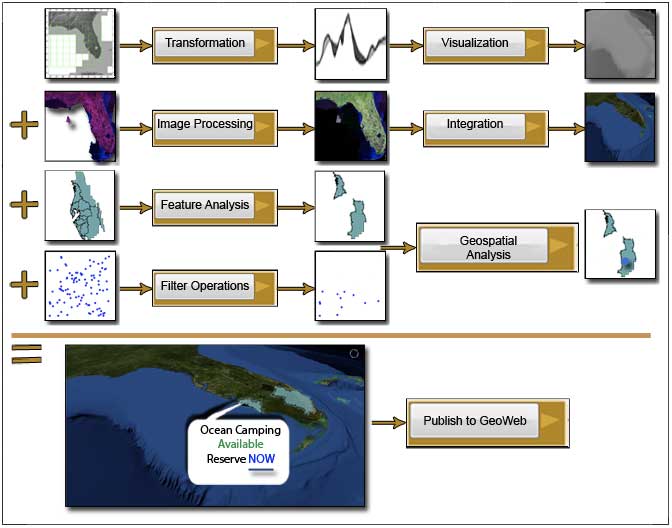 Transformation
Visualization
Image Processing
Integration
Feature Analysis
Geospatial
Analysis
Filter Operations
Ocean Camping
Available
Reserve NOW
Publish to GeoWeb